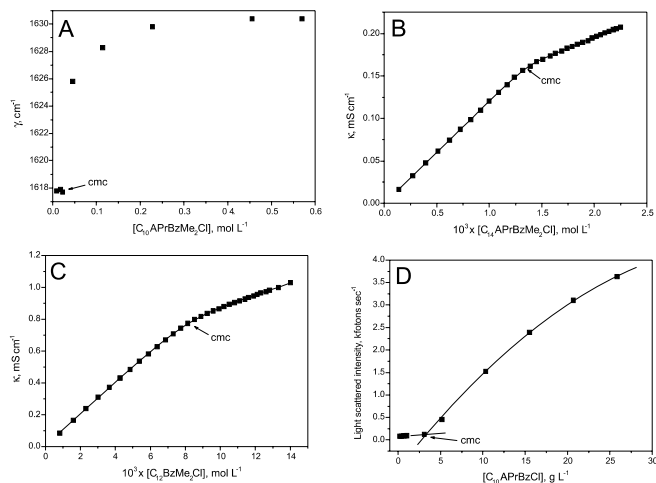 A
1630
1628
1626
1624
1622
1620
1618
γ, cm⁻¹
cmc
0.0 0.1 0.2 0.3 0.4 0.5 0.6
[C₁₀APrBzMe₂Cl], mol L⁻¹
B
0.20
0.15
0.10
0.05
0.00
κ, mS cm⁻¹
cmc
0.0 0.5 1.0 1.5 2.0 2.5
10³x [C₁₄APrBzMe₂Cl], mol L⁻¹
C
1.2
1.0
0.8
0.6
0.4
0.2
0.0
κ, mS cm⁻¹
cmc
0 2 4 6 8 10 12 14
10³x [C₁₂BzMe₂Cl], mol L⁻¹
D
4.0
3.5
3.0
2.5
2.0
1.5
1.0
0.5
0.0
Light scattered intensity, kfotons sec⁻¹
cmc
0 5 10 15 20 25 30
[C₁₀APrBzCl], g L⁻¹